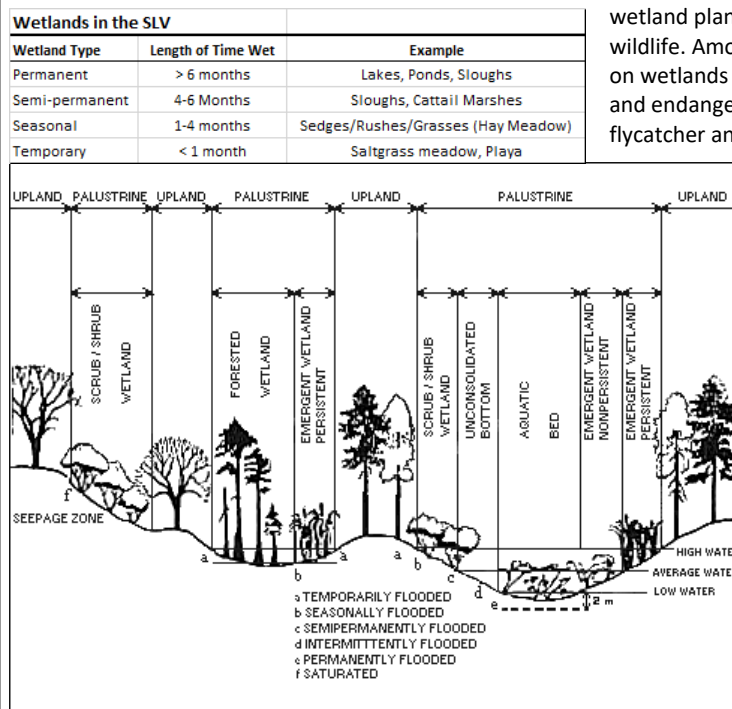 Wetlands in the SLV
Wetland Type Length of Time Wet Example
Permanent > 6 months Lakes, Ponds, Sloughs
Semi-permanent 4-6 Months Sloughs, Cattail Marshes
Seasonal 1-4 months Sedges/Rushes/Grasses (Hay Meadow)
Temporary < 1 month Saltgrass meadow, Playa
wetland plan
wildlife. Amo
on wetlands
and endange
flycatcher an
UPLAND PALUSTRINE UPLAND PALUSTRINE UPLAND PALUSTRINE UPLAND
SCRUB / SHRUB
WETLAND
FORESTED
WETLAND
EMERGENT WETLAND
PERSISTENT
SCRUB / SHRUB
WETLAND
UNCONSOLIDATED
BOTTOM
AQUATIC
BED
EMERGENT WETLAND
NONPERSISTENT
EMERGENT WETLAND
PERSISTENT
f
SEEPAGE ZONE
a
b
a
a
b
c
d
e
HIGH WATE
AVERAGE WATE
LOW WATER
2 m
a TEMPORARILY FLOODED
b SEASONALLY FLOODED
c SEMIPERMANENTLY FLOODED
d INTERMITTTENTLY FLOODED
e PERMANENTLY FLOODED
f SATURATED